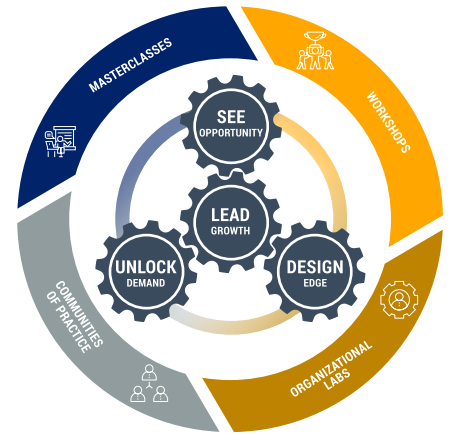 MASTERCLASSES
WORKSHOPS
SEE
OPPORTUNITY
LEAD
GROWTH
UNLOCK
DEMAND
DESIGN
EDGE
COMMUNITIES
OF PRACTICE
ORGANIZATIONAL
LABS